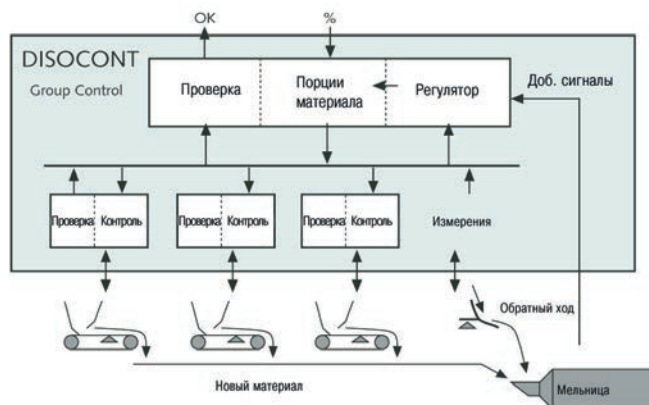 OK
%
DISOCONT
Group Control
Проверка
Порции
материала
Регулятор
Доб. сигналы
Проверка
Контроль
Проверка
Контроль
Проверка
Контроль
Измерения
Обратный ход
Новый материал
Мельница